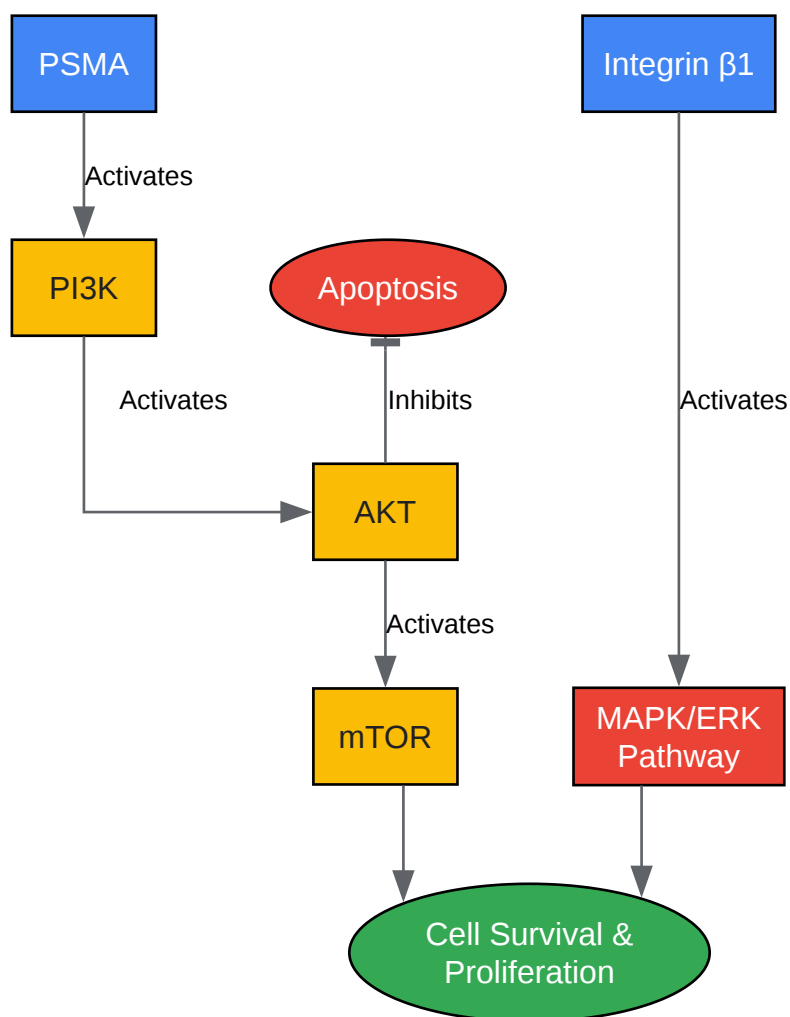 PSMA
Integrin β1
Activates
PI3K
Apoptosis
Activates
Inhibits
Activates
AKT
Activates
mTOR
MAPK/ERK
Pathway
Cell Survival &
Proliferation